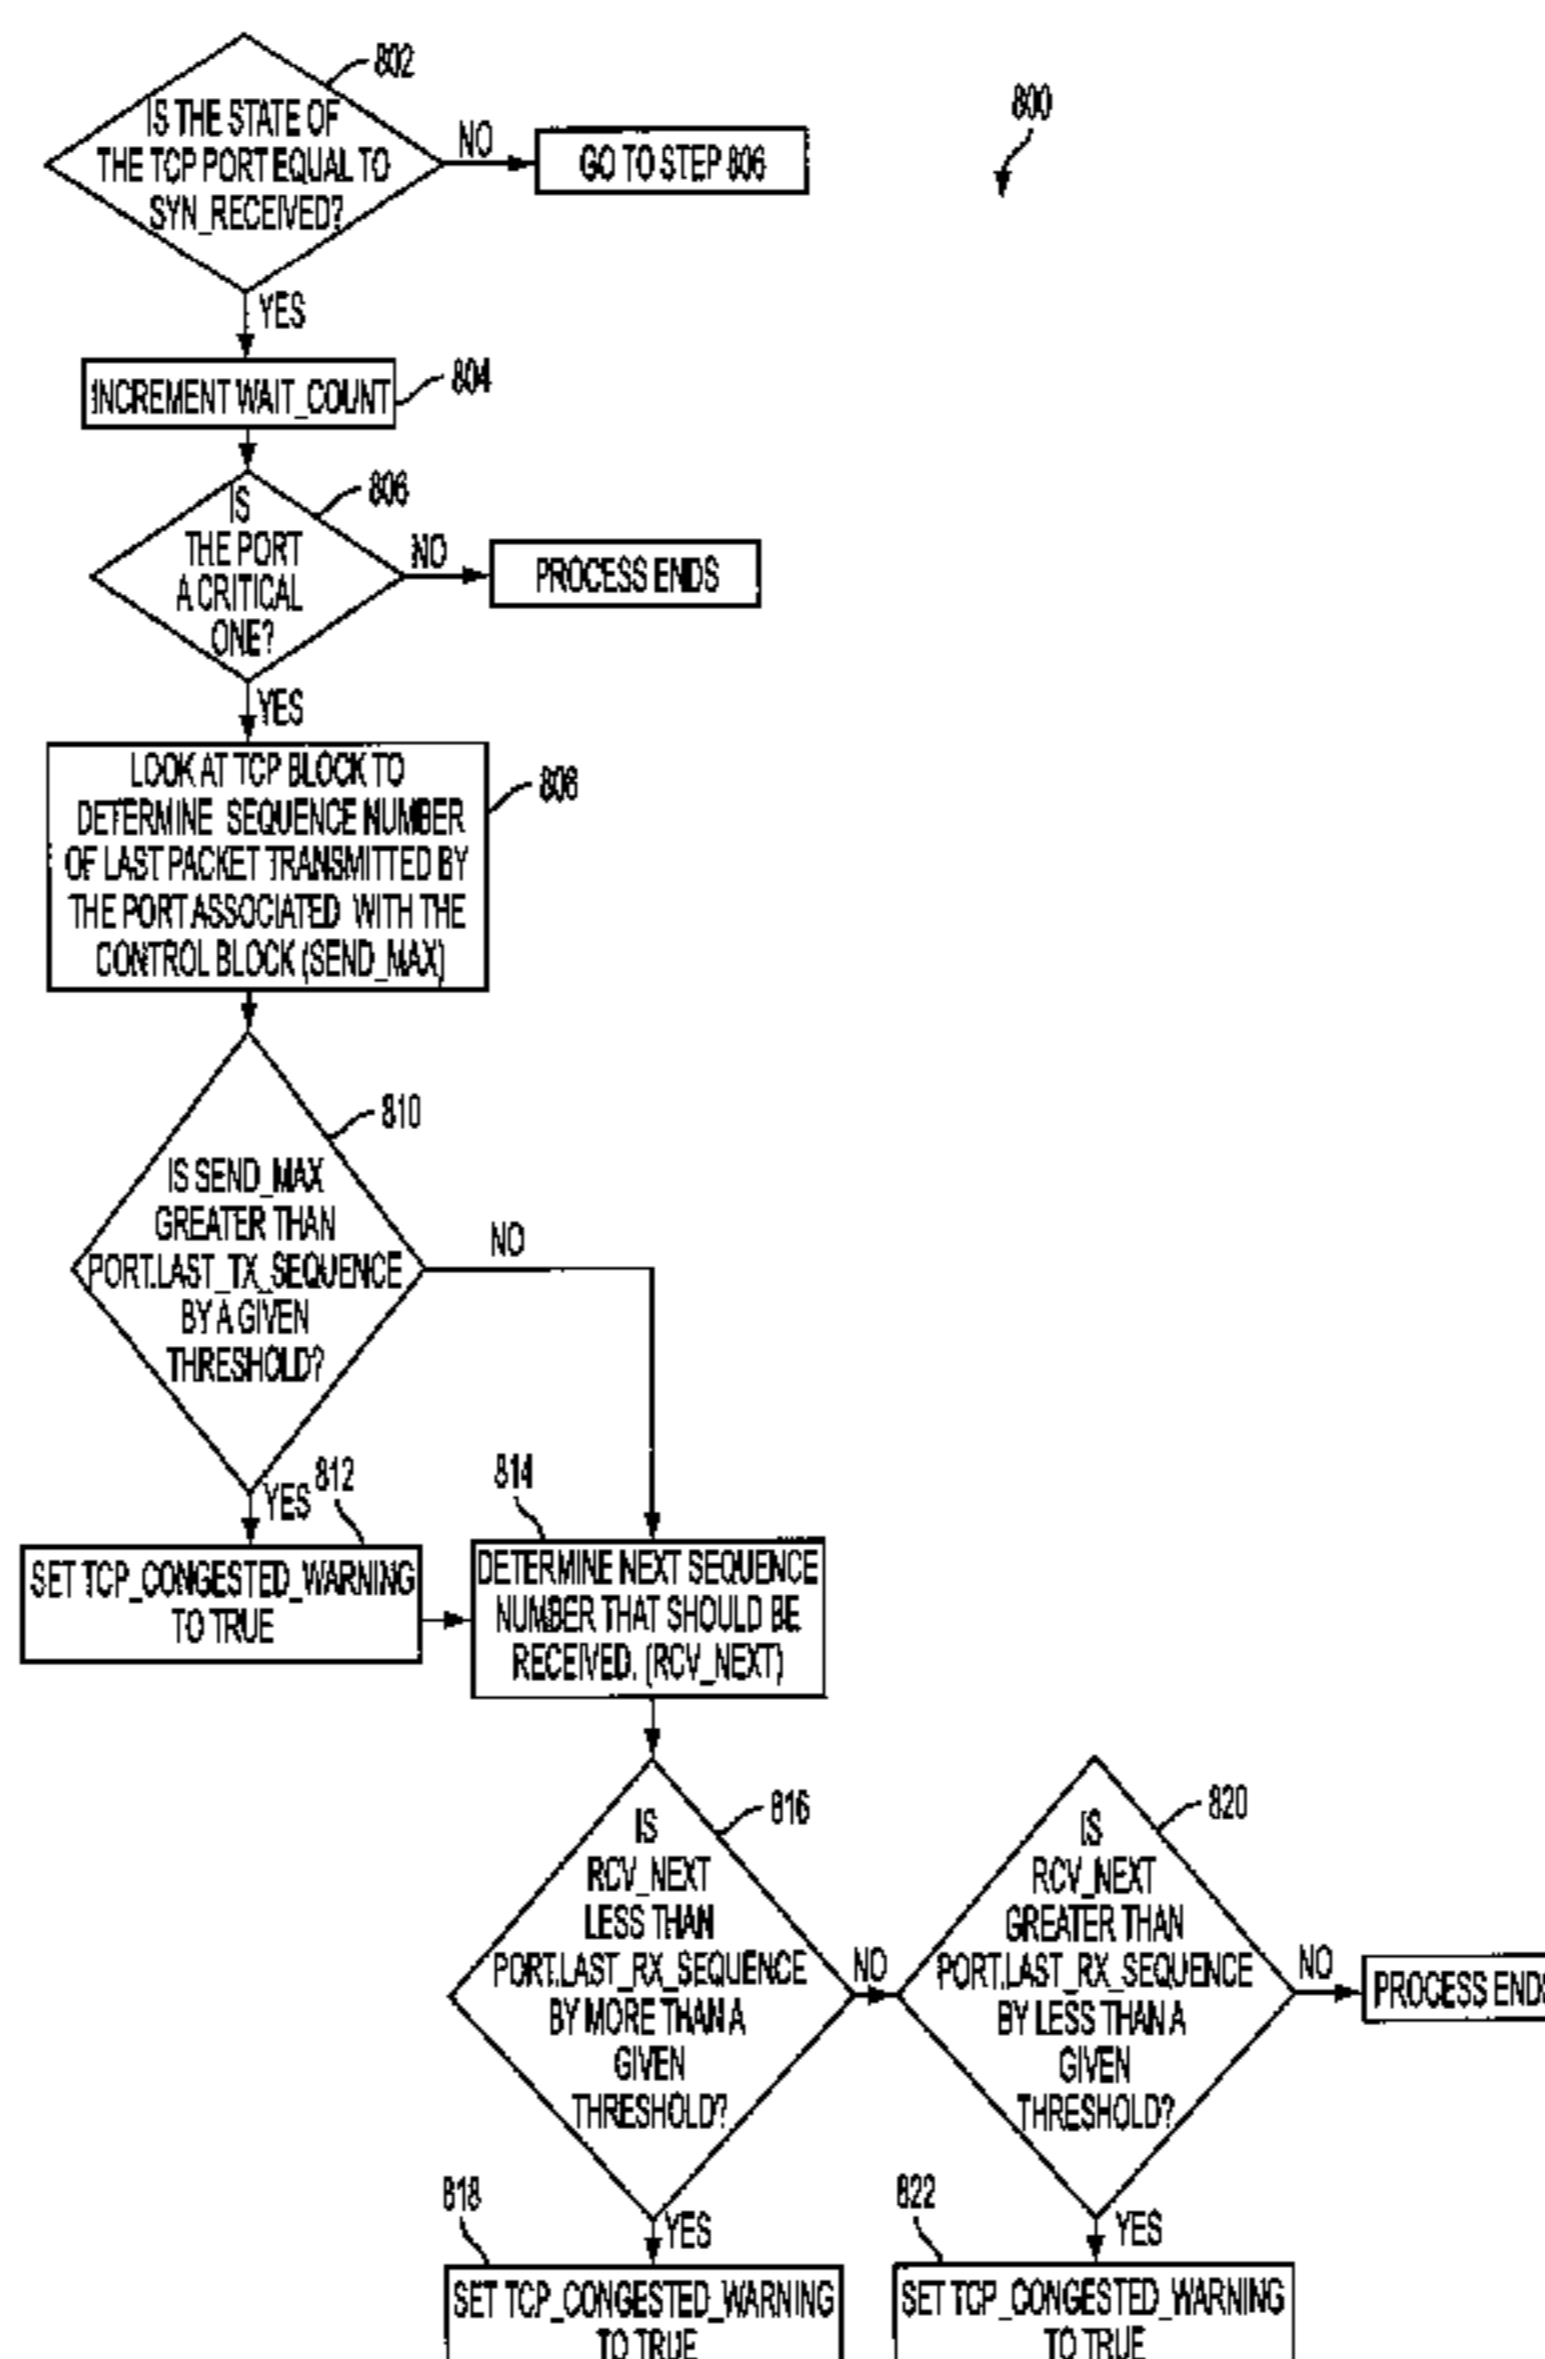 802
IS THE STATE OF
THE TCP PORT EQUAL TO
SYN_RECEIVED?
NO
GO TO STEP 806
800
YES
INCREMENT WAIT_COUNT
804
IS
THE PORT
A CRITICAL
ONE?
806
NO
PROCESS ENDS
YES
LOOK AT TCP BLOCK TO
DETERMINE SEQUENCE NUMBER
OF LAST PACKET TRANSMITTED BY
THE PORT ASSOCIATED WITH THE
CONTROL BLOCK (SEND_MAX)
808
810
IS SEND_MAX
GREATER THAN
PORT.LAST_TX_SEQUENCE
BY A GIVEN
THRESHOLD?
NO
YES
812
SET TCP_CONGESTED_WARNING
TO TRUE
814
DETERMINE NEXT SEQUENCE
NUMBER THAT SHOULD BE
RECEIVED. (RCV_NEXT)
816
IS
RCV_NEXT
LESS THAN
PORT.LAST_RX_SEQUENCE
BY MORE THAN A
GIVEN
THRESHOLD?
NO
820
IS
RCV_NEXT
GREATER THAN
PORT.LAST_RX_SEQUENCE
BY LESS THAN A
GIVEN
THRESHOLD?
NO
PROCESS ENDS
818
YES
SET TCP_CONGESTED_WARNING
TO TRUE
822
YES
SET TCP_CONGESTED_WARNING
TO TRUE